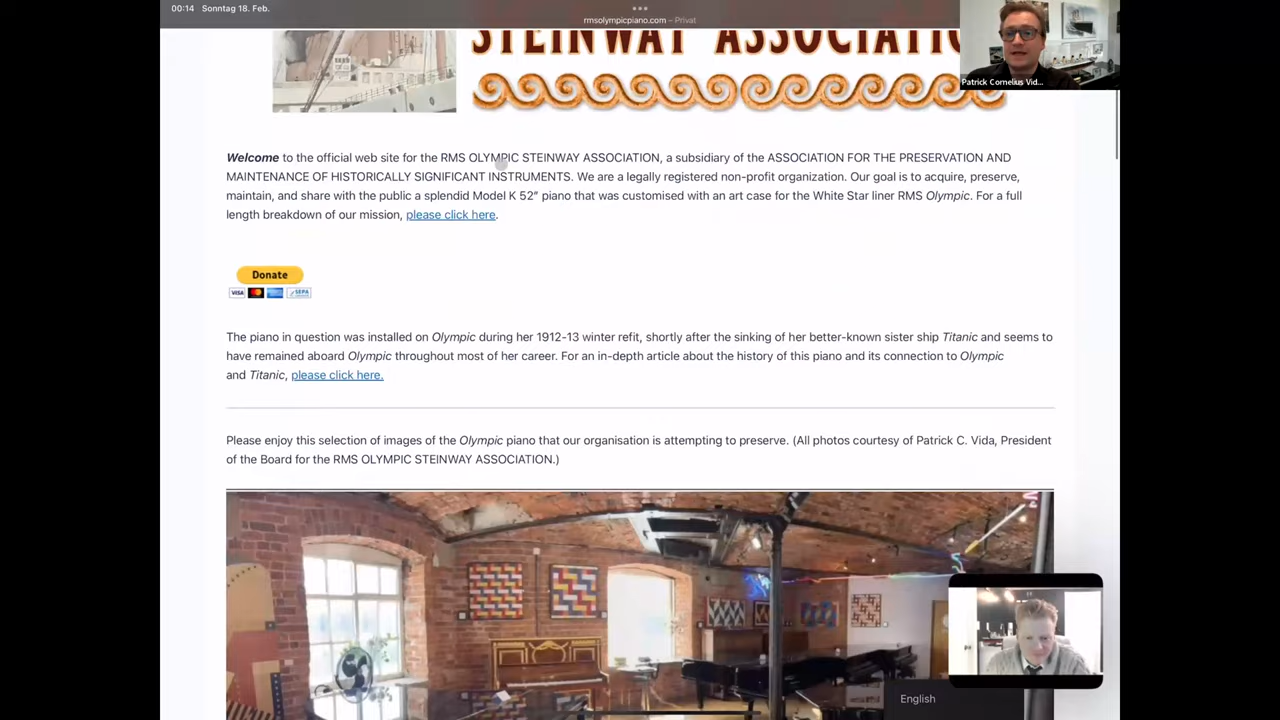 00:14 Sonntag 18. Feb.
rmsolympicpiano.com – Privat
STEINWAY ASSOCIATIO
Patrick Cornelius Vid...
Welcome to the official web site for the RMS OLYMPIC STEINWAY ASSOCIATION, a subsidiary of the ASSOCIATION FOR THE PRESERVATION AND
MAINTENANCE OF HISTORICALLY SIGNIFICANT INSTRUMENTS. We are a legally registered non-profit organization. Our goal is to acquire, preserve,
maintain, and share with the public a splendid Model K 52″ piano that was customised with an art case for the White Star liner RMS Olympic. For a full
length breakdown of our mission, please click here.
Donate
VISA SEPA
The piano in question was installed on Olympic during her 1912-13 winter refit, shortly after the sinking of her better-known sister ship Titanic and seems to
have remained aboard Olympic throughout most of her career. For an in-depth article about the history of this piano and its connection to Olympic
and Titanic, please click here.
Please enjoy this selection of images of the Olympic piano that our organisation is attempting to preserve. (All photos courtesy of Patrick C. Vida, President
of the Board for the RMS OLYMPIC STEINWAY ASSOCIATION.)
English